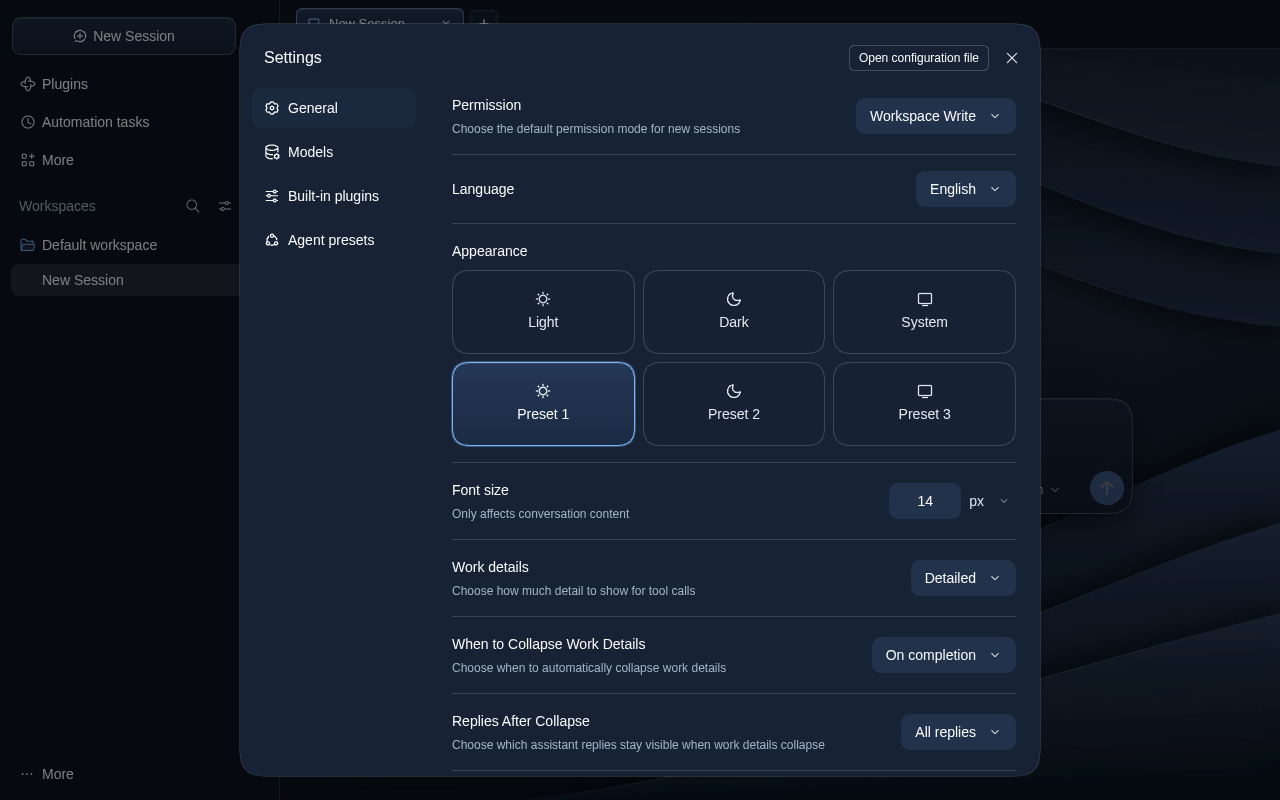 New Session
Plugins
Automation tasks
More
Workspaces
Default workspace
New Session
More
New Session
Settings
Open configuration file
General
Models
Built-in plugins
Agent presets
Permission
Choose the default permission mode for new sessions
Workspace Write
Language
English
Appearance
Light
Dark
System
Preset 1
Preset 2
Preset 3
Font size
Only affects conversation content
14
px
Work details
Choose how much detail to show for tool calls
Detailed
When to Collapse Work Details
Choose when to automatically collapse work details
On completion
Replies After Collapse
Choose which assistant replies stay visible when work details collapse
All replies